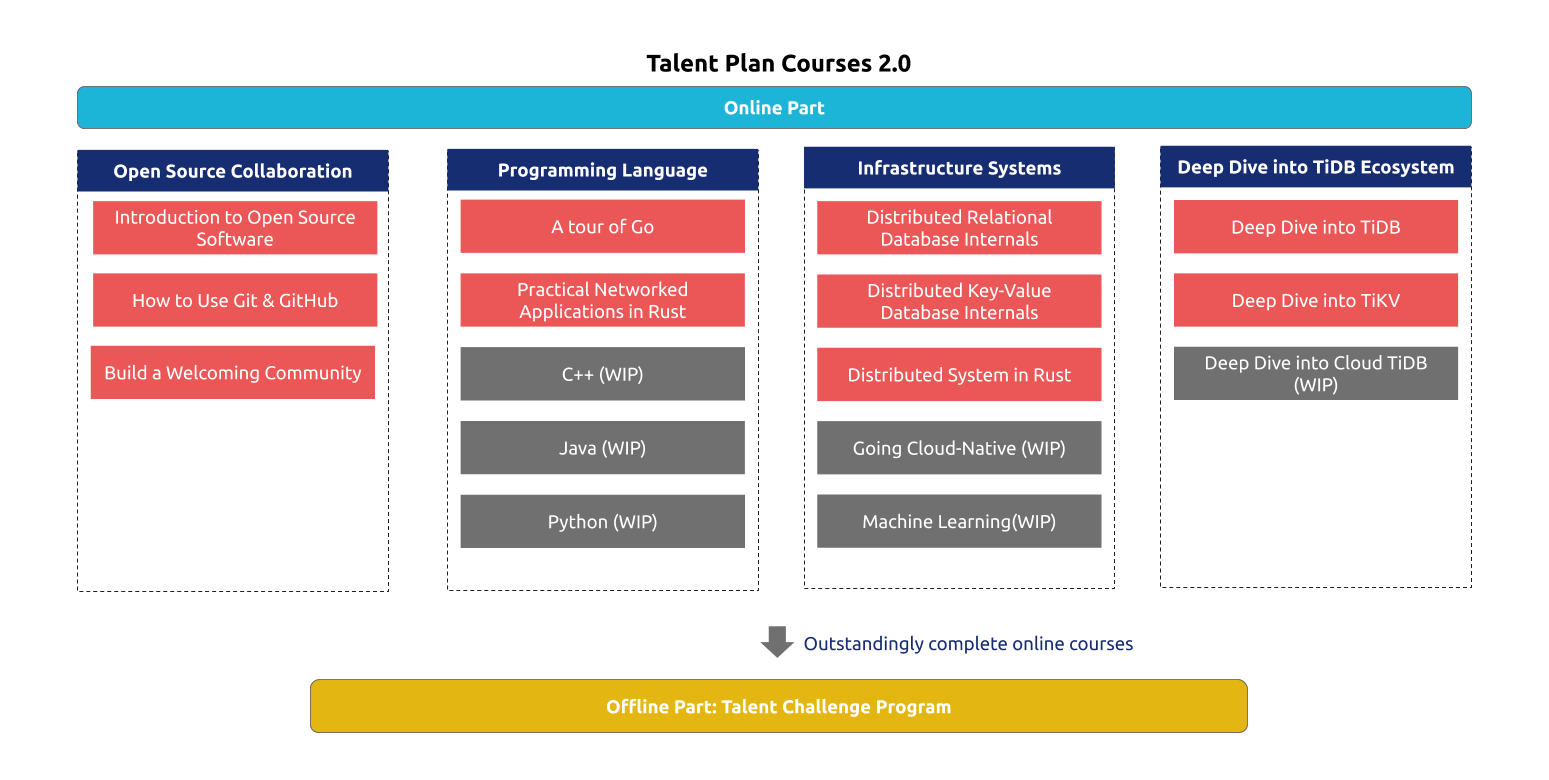 Talent Plan Courses 2.0
Online Part
Open Source Collaboration
Introduction to Open Source
Software
How to Use Git & GitHub
Build a Welcoming Community
Programming Language
A tour of Go
Practical Networked
Applications in Rust
C++ (WIP)
Java (WIP)
Python (WIP)
Infrastructure Systems
Distributed Relational
Database Internals
Distributed Key-Value
Database Internals
Distributed System in Rust
Going Cloud-Native (WIP)
Machine Learning(WIP)
Deep Dive into TiDB Ecosystem
Deep Dive into TiDB
Deep Dive into TiKV
Deep Dive into Cloud TiDB
(WIP)
Outstandingly complete online courses
Offline Part: Talent Challenge Program